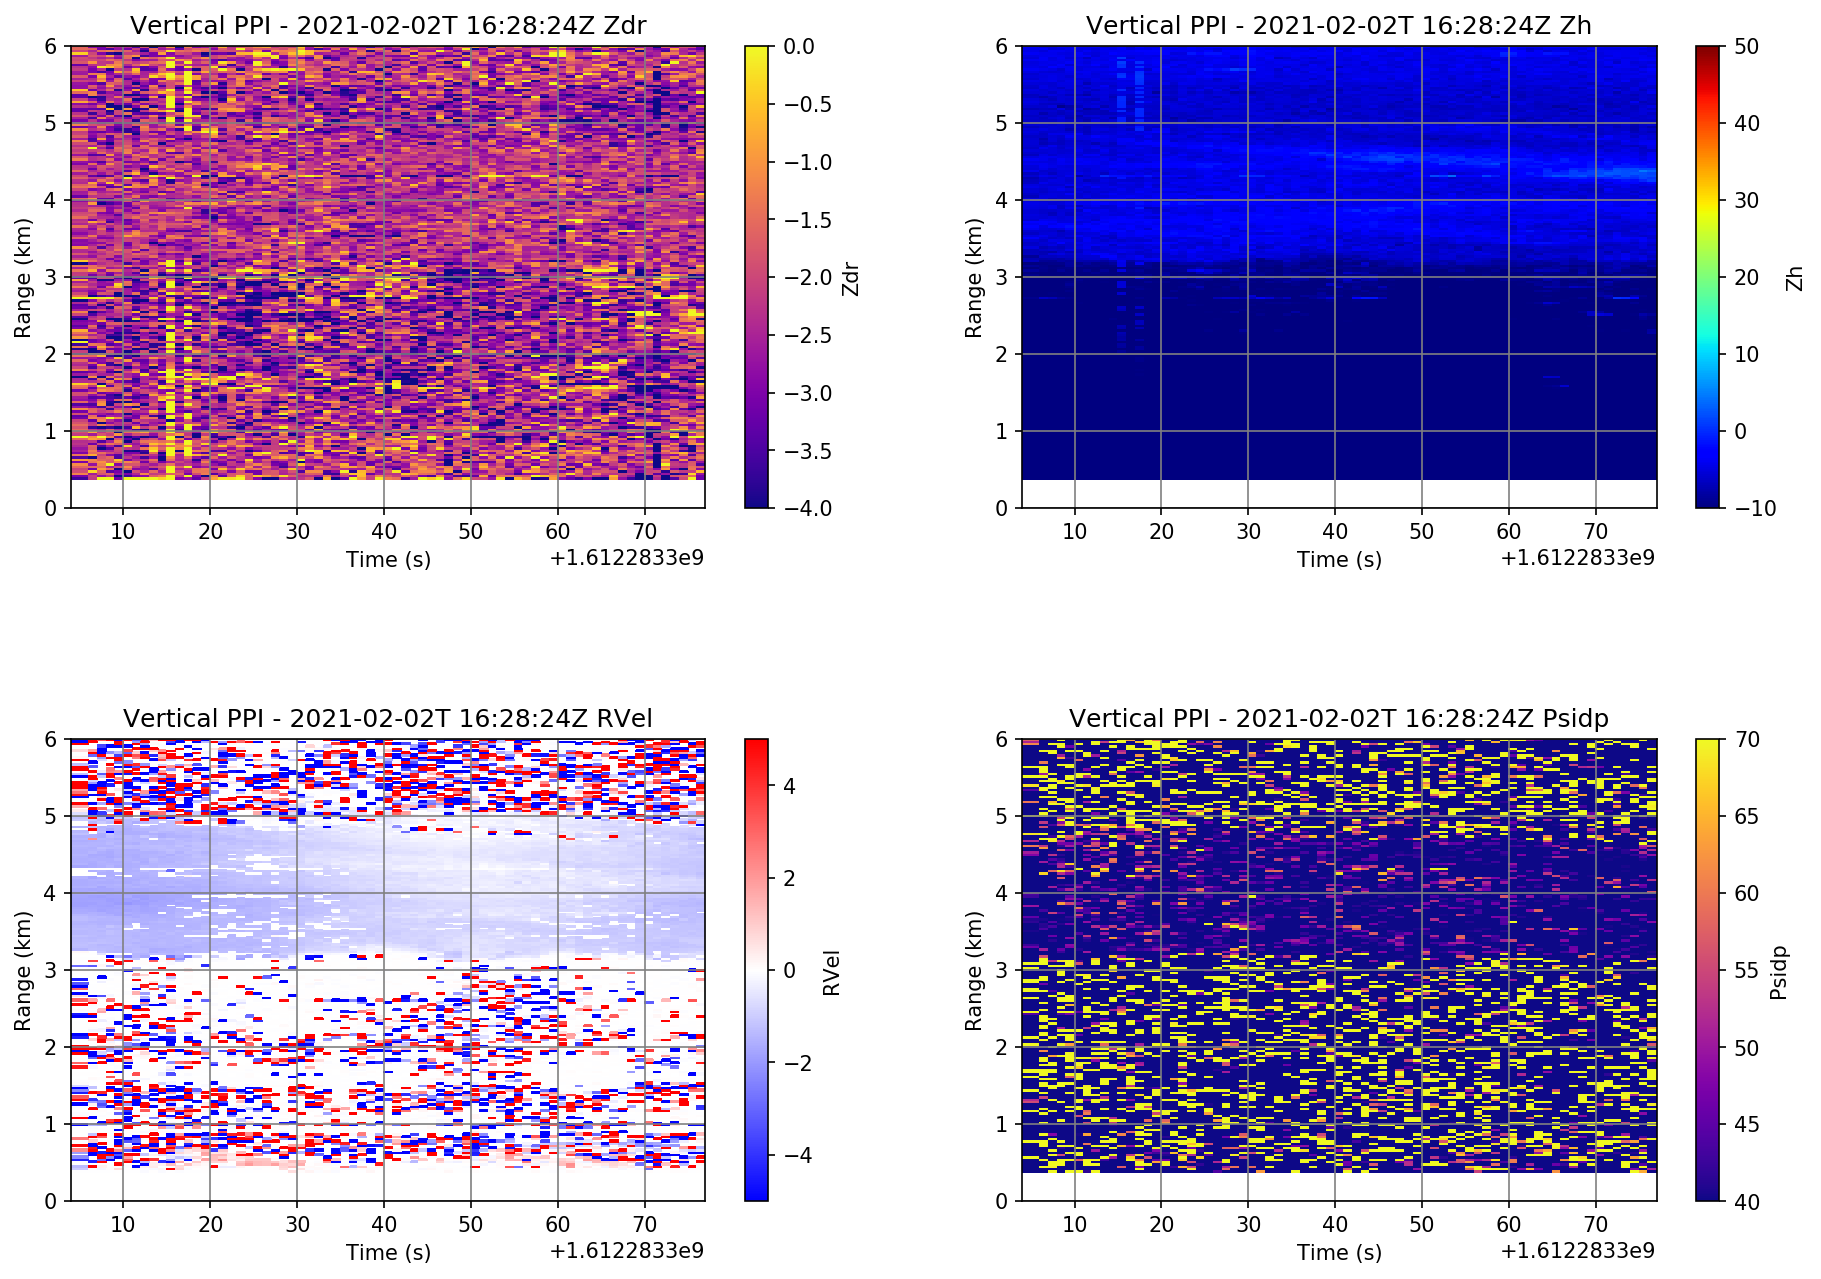 Vertical PPI - 2021-02-02T 16:28:24Z Zdr
6
5
4
3
2
1
0
Range (km)
10 20 30 40 50 60 70
Time (s)
+1.6122833e9
0.0
−0.5
−1.0
−1.5
−2.0
−2.5
−3.0
−3.5
−4.0
Zdr
Vertical PPI - 2021-02-02T 16:28:24Z Zh
6
5
4
3
2
1
0
Range (km)
10 20 30 40 50 60 70
Time (s)
+1.6122833e9
50
40
30
20
10
0
−10
Zh
Vertical PPI - 2021-02-02T 16:28:24Z RVel
6
5
4
3
2
1
0
Range (km)
10 20 30 40 50 60 70
Time (s)
+1.6122833e9
4
2
0
−2
−4
RVel
Vertical PPI - 2021-02-02T 16:28:24Z Psidp
6
5
4
3
2
1
0
Range (km)
10 20 30 40 50 60 70
Time (s)
+1.6122833e9
70
65
60
55
50
45
40
Psidp